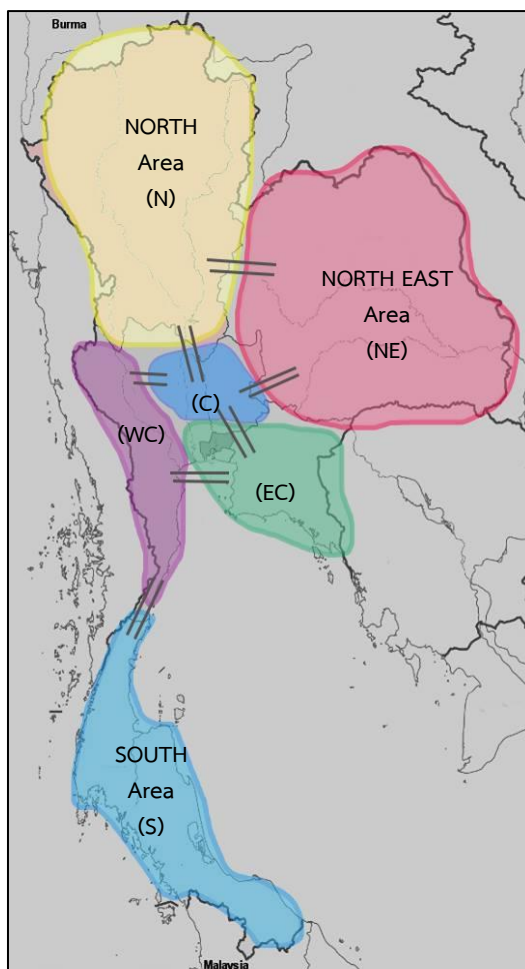 Burma
NORTH
Area
(N)
NORTH EAST
Area
(NE)
(C)
(WC)
(EC)
SOUTH
Area
(S)
Malaysia